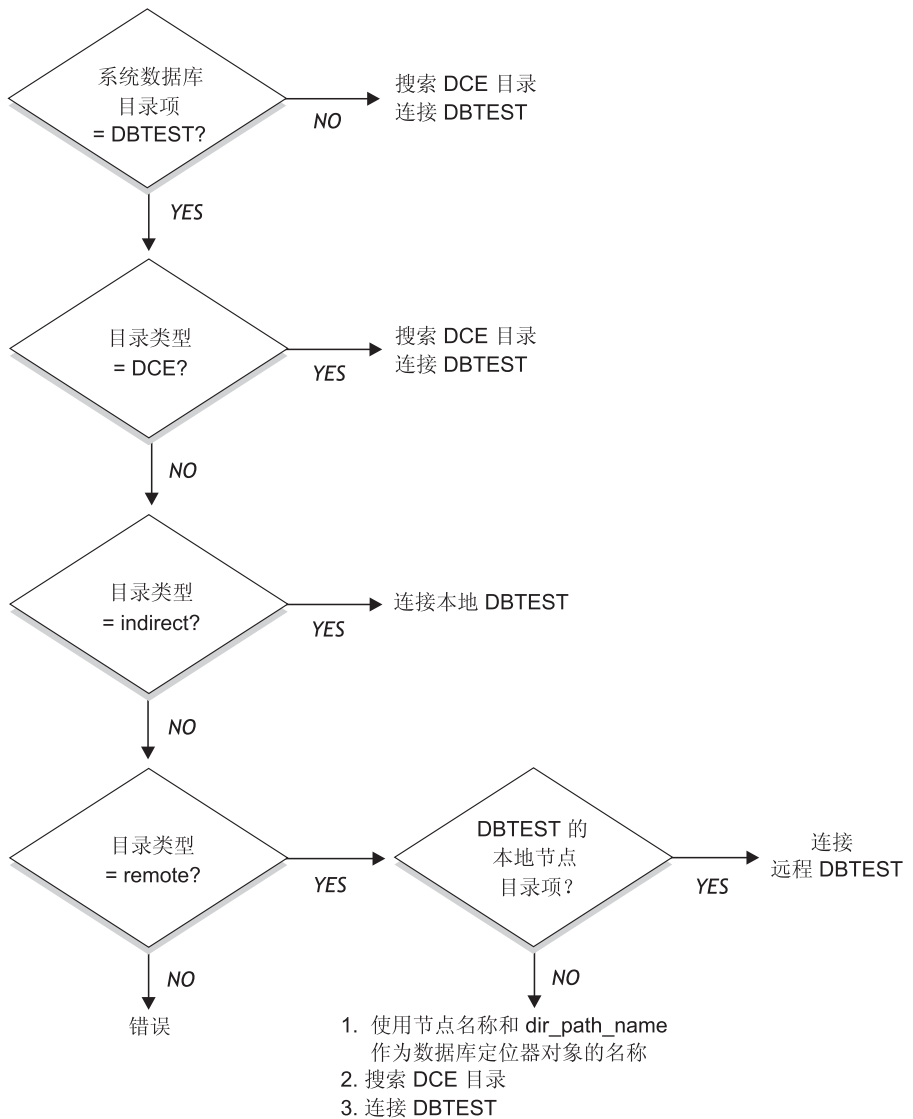 系统数据库
目录项
= DBTEST?
NO
搜索 DCE 目录
连接 DBTEST
YES
目录类型
= DCE?
YES
搜索 DCE 目录
连接 DBTEST
NO
目录类型
= indirect?
YES
连接本地 DBTEST
NO
目录类型
= remote?
YES
DBTEST 的
本地节点
目录项?
YES
连接
远程 DBTEST
NO
错误
NO
1. 使用节点名称和 dir_path_name
作为数据库定位器对象的名称
2. 搜索 DCE 目录
3. 连接 DBTEST